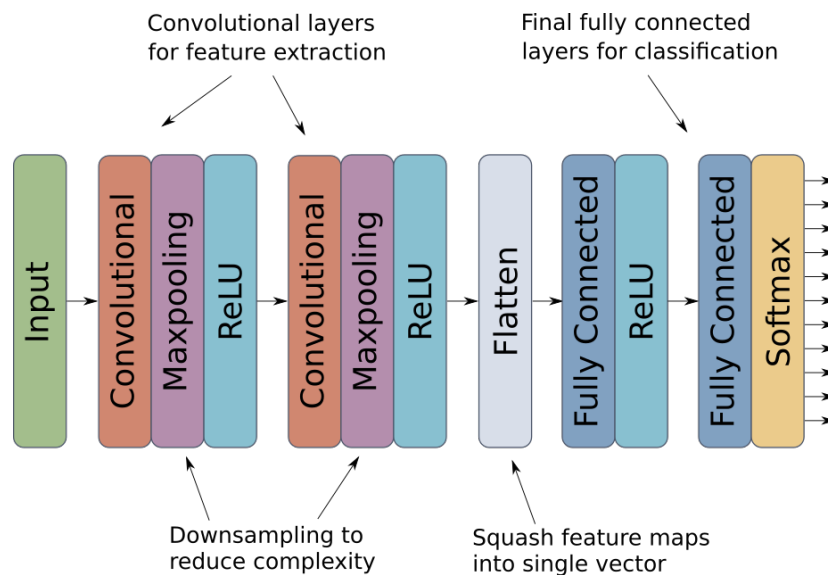 Convolutional layers
for feature extraction
Final fully connected
layers for classification
Input
Convolutional
Maxpooling
ReLU
Convolutional
Maxpooling
ReLU
Flatten
Fully Connected
ReLU
Fully Connected
Softmax
Downsampling to
reduce complexity
Squash feature maps
into single vector